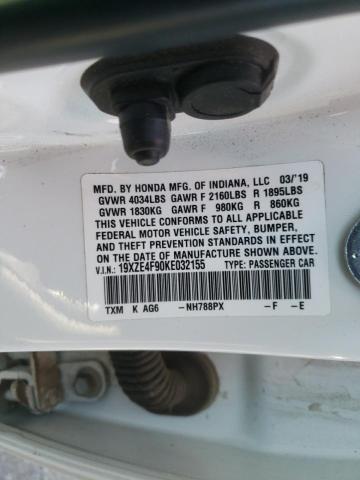 MFD. BY HONDA MFG. OF INDIANA, LLC 03/'19
GVWR 4034LBS GAWR F 2160LBS R 1895LBS
GVWR 1830KG GAWR F 980KG R 860KG
THIS VEHICLE CONFORMS TO ALL APPLICABLE
FEDERAL MOTOR VEHICLE SAFETY, BUMPER,
AND THEFT PREVENTION STANDARDS IN EFFECT
ON THE DATE OF MANUFACTURE SHOWN ABOVE.
V.I.N.: 19XZE4F90KE032155 TYPE: PASSENGER CAR
TXM K AG6 -NH788PX -F -E